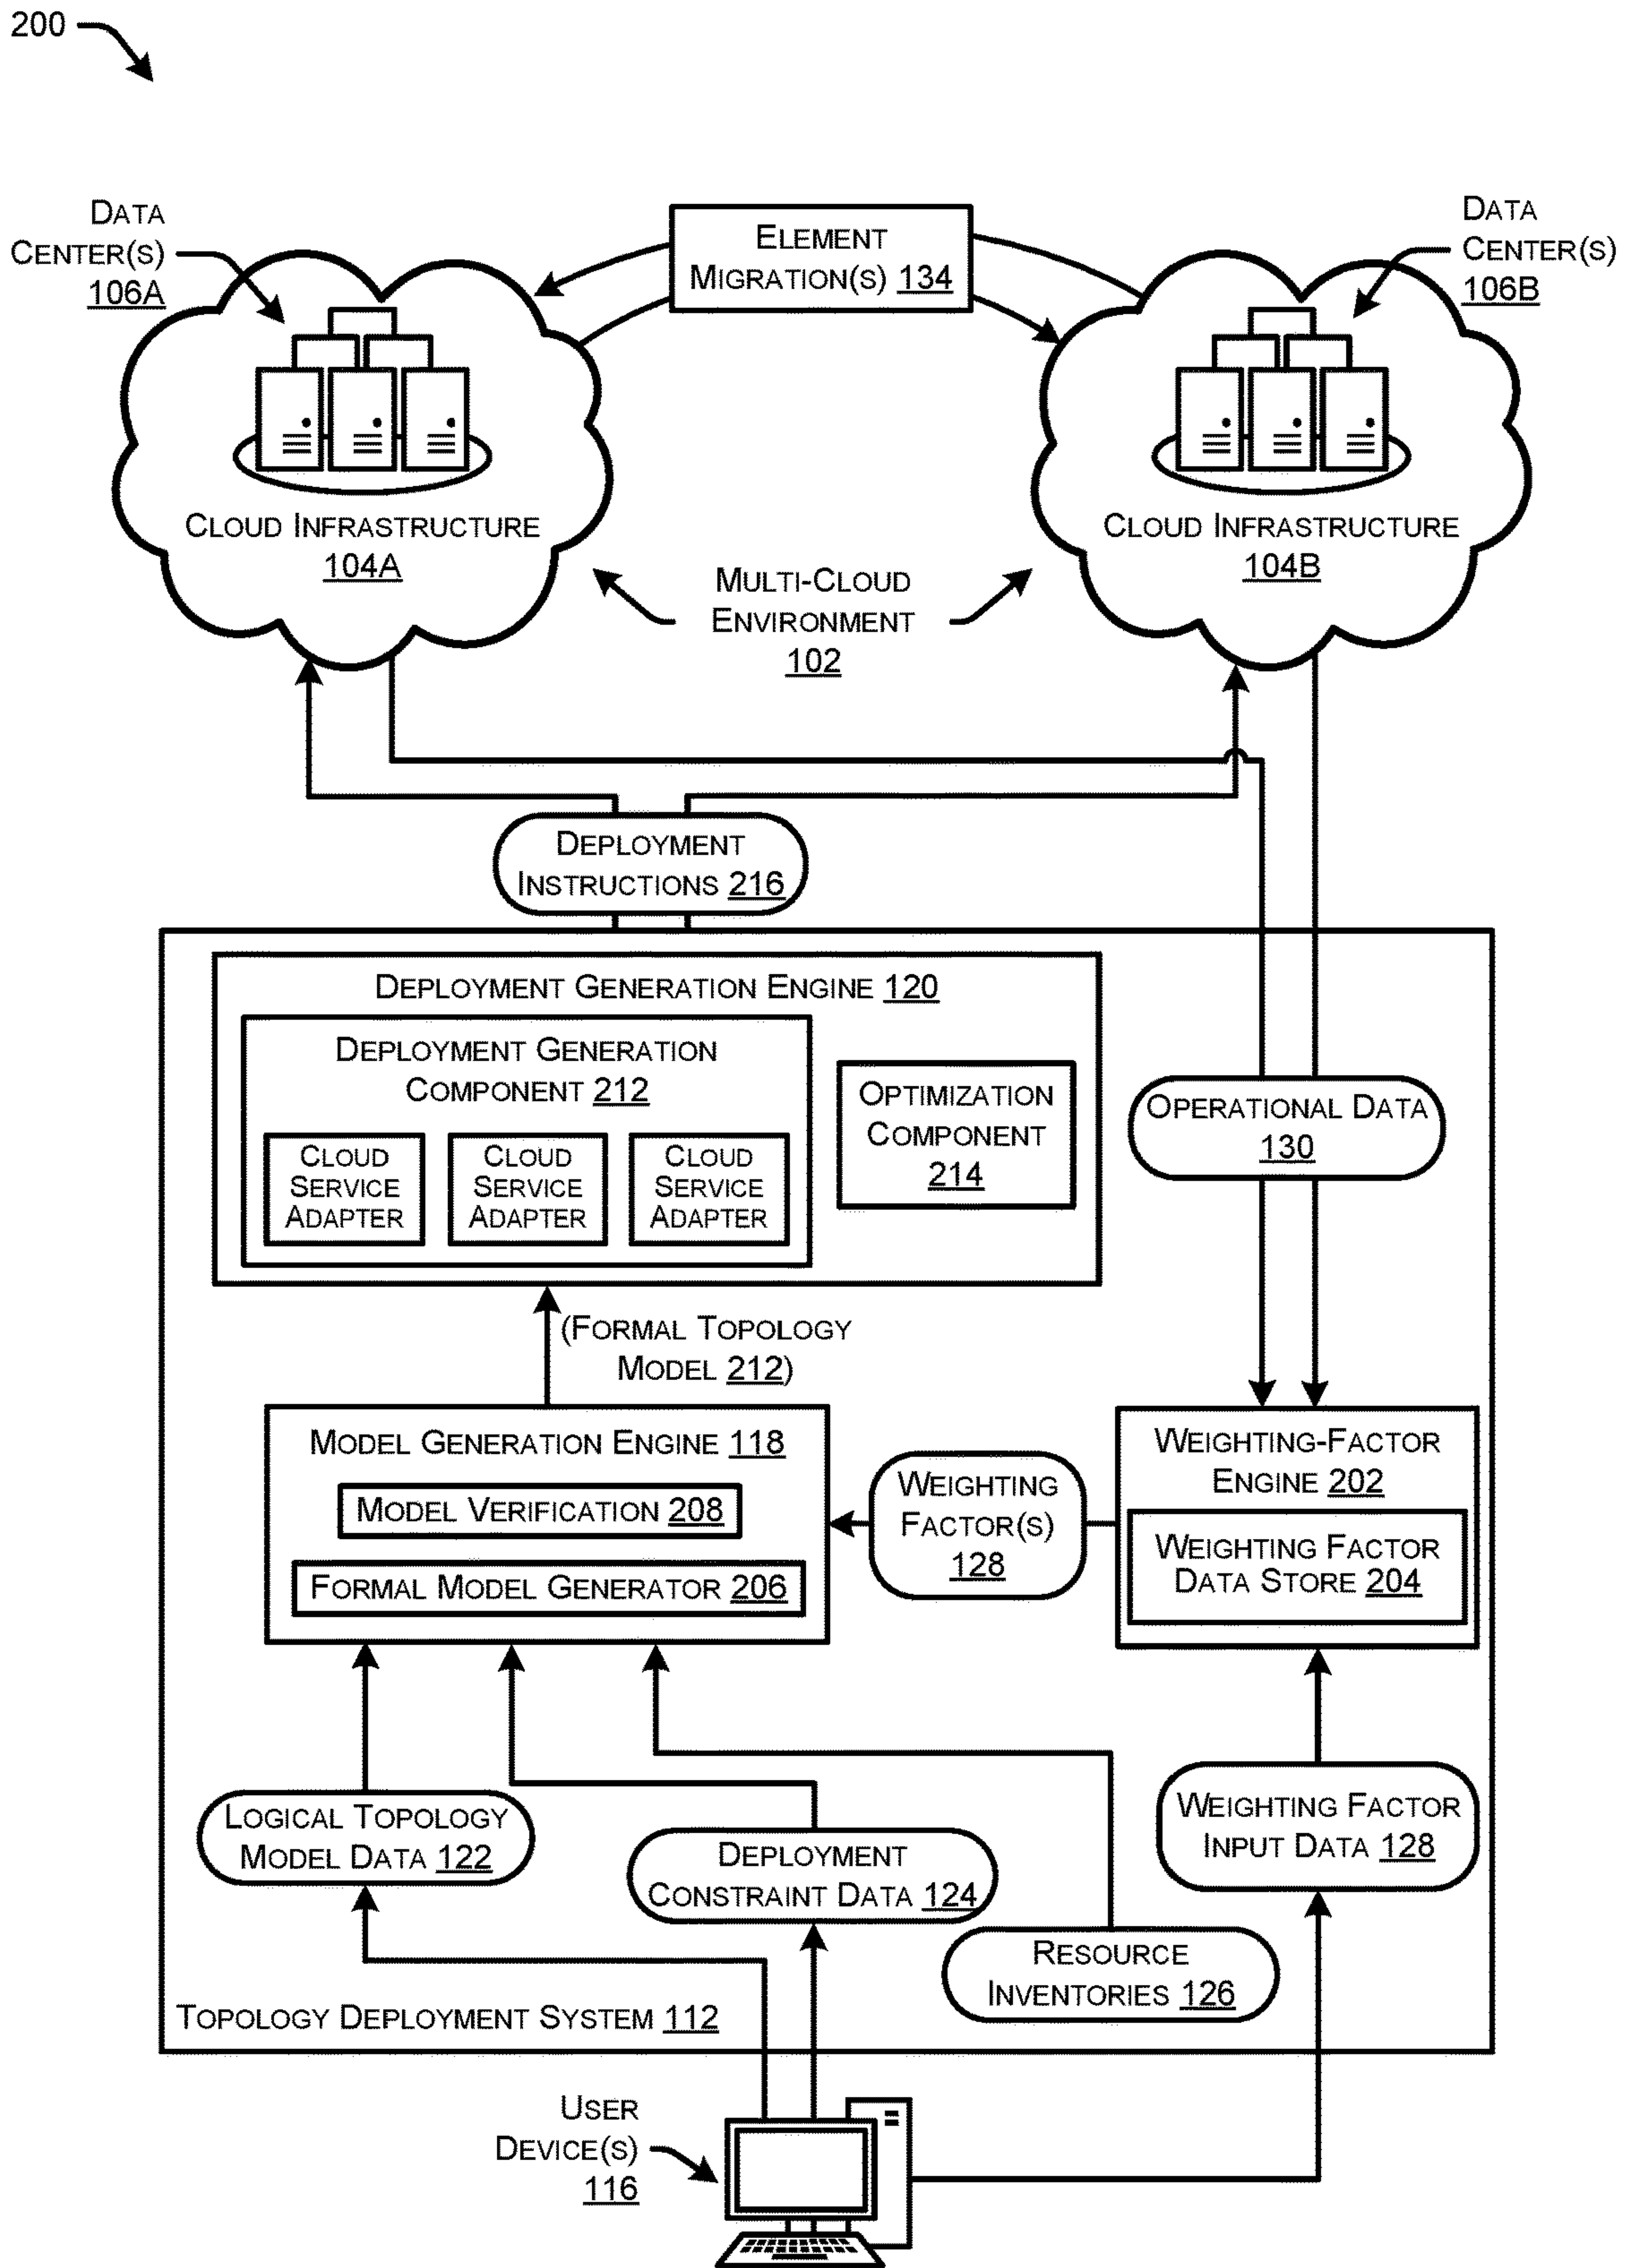 200
DATA
CENTER(S)
106A
ELEMENT
MIGRATION(S) 134
DATA
CENTER(S)
106B
CLOUD INFRASTRUCTURE
104A
CLOUD INFRASTRUCTURE
104B
MULTI-CLOUD
ENVIRONMENT
102
DEPLOYMENT
INSTRUCTIONS 216
DEPLOYMENT GENERATION ENGINE 120
DEPLOYMENT GENERATION
COMPONENT 212
CLOUD
SERVICE
ADAPTER
CLOUD
SERVICE
ADAPTER
CLOUD
SERVICE
ADAPTER
OPTIMIZATION
COMPONENT
214
OPERATIONAL DATA
130
(FORMAL TOPOLOGY
MODEL 212)
MODEL GENERATION ENGINE 118
MODEL VERIFICATION 208
FORMAL MODEL GENERATOR 206
WEIGHTING
FACTOR(S)
128
WEIGHTING-FACTOR
ENGINE 202
WEIGHTING FACTOR
DATA STORE 204
LOGICAL TOPOLOGY
MODEL DATA 122
DEPLOYMENT
CONSTRAINT DATA 124
RESOURCE
INVENTORIES 126
WEIGHTING FACTOR
INPUT DATA 128
TOPOLOGY DEPLOYMENT SYSTEM 112
USER
DEVICE(S)
116